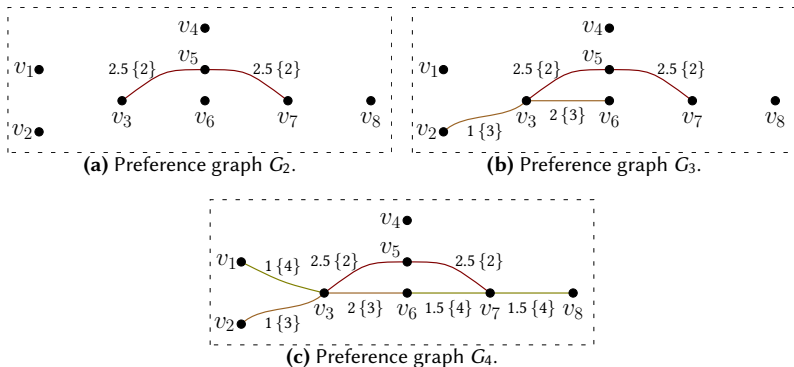 v4
v5
v1
2.5 {2}
2.5 {2}
v3
v6
v7
v8
v2
(a) Preference graph G2.
v4
v5
v1
2.5 {2}
2.5 {2}
2 {3}
v3
v6
v7
v8
v2
1 {3}
(b) Preference graph G3.
v4
v5
v1
1 {4}
2.5 {2}
2.5 {2}
2 {3}
1.5 {4}
1.5 {4}
v3
v6
v7
v8
v2
1 {3}
(c) Preference graph G4.